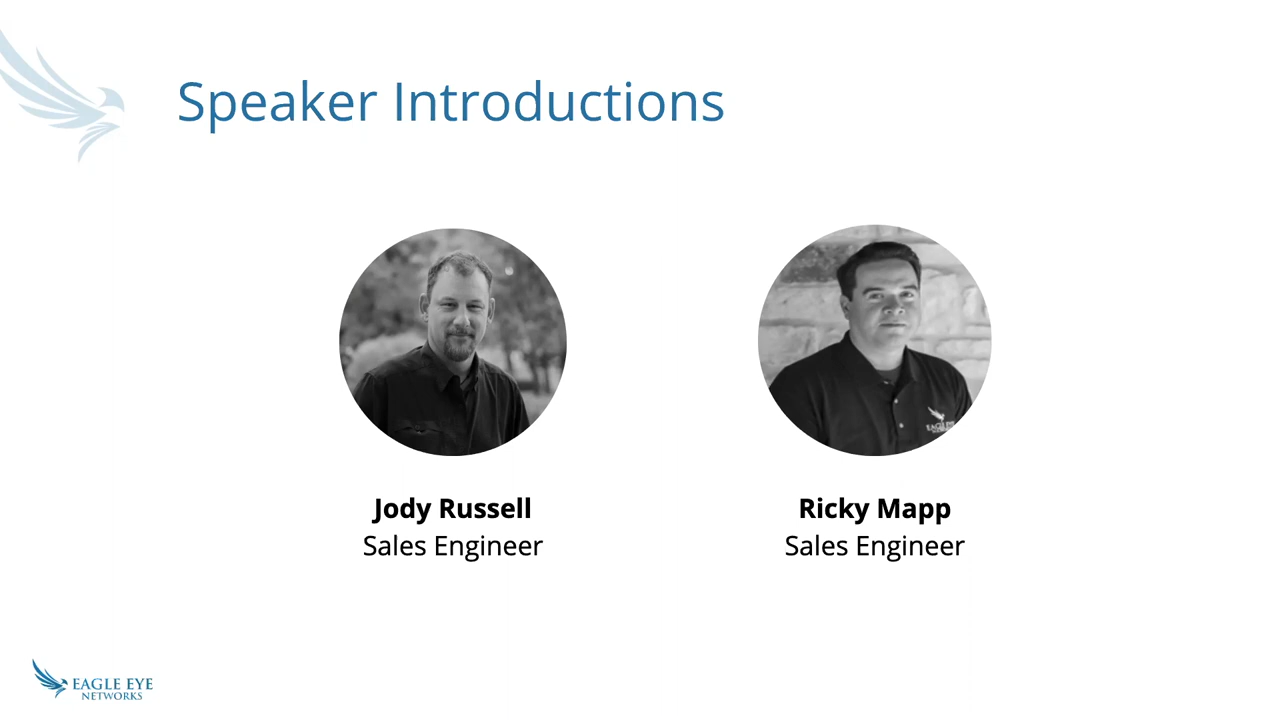 Speaker Introductions
Jody Russell
Sales Engineer
Ricky Mapp
Sales Engineer
EAGLE EYE
NETWORKS